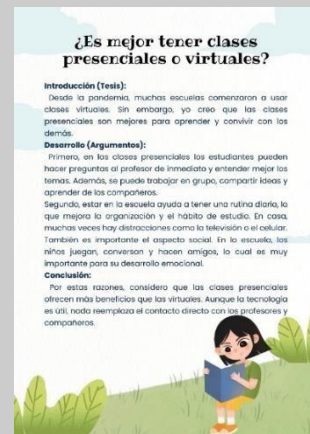 ¿Es mejor tener clases
presenciales o virtuales?
Introducción (Tesis):
Desde la pandemia, muchas escuelas comenzaron a usar
clases virtuales. Sin embargo, yo creo que las clases
presenciales son mejores para aprender y convivir con los
demás.
Desarrollo (Argumentos):
Primero, en las clases presenciales los estudiantes pueden
hacer preguntas al profesor de inmediato y entender mejor los
temas. Además, se puede trabajar en grupo, compartir ideas y
aprender de los compañeros.
Segundo, estar en la escuela ayuda a tener una rutina diaria, lo
que mejora la organización y el hábito de estudio. En casa,
muchas veces hay distracciones como la televisión o el celular.
También es importante el aspecto social. En la escuela, los
niños juegan, conversan y hacen amigos, lo cual es muy
importante para su desarrollo emocional.
Conclusión:
Por estas razones, considero que las clases presenciales
ofrecen más beneficios que las virtuales. Aunque la tecnología
es útil, nada reemplaza el contacto directo con los profesores y
compañeros.